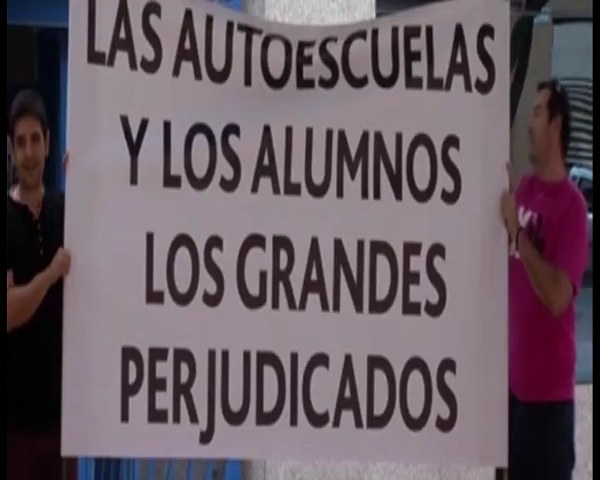 LAS AUTOESCUELAS
Y LOS ALUMNOS
LOS GRANDES
PERJUDICADOS